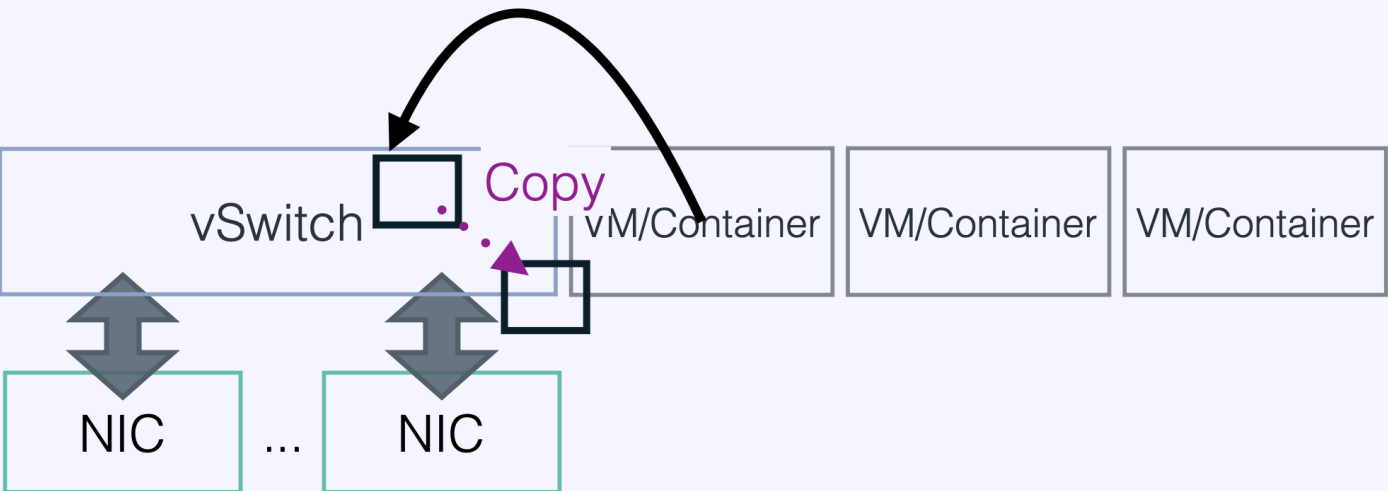 Copy
vSwitch
VM/Container
VM/Container
VM/Container
NIC
...
NIC